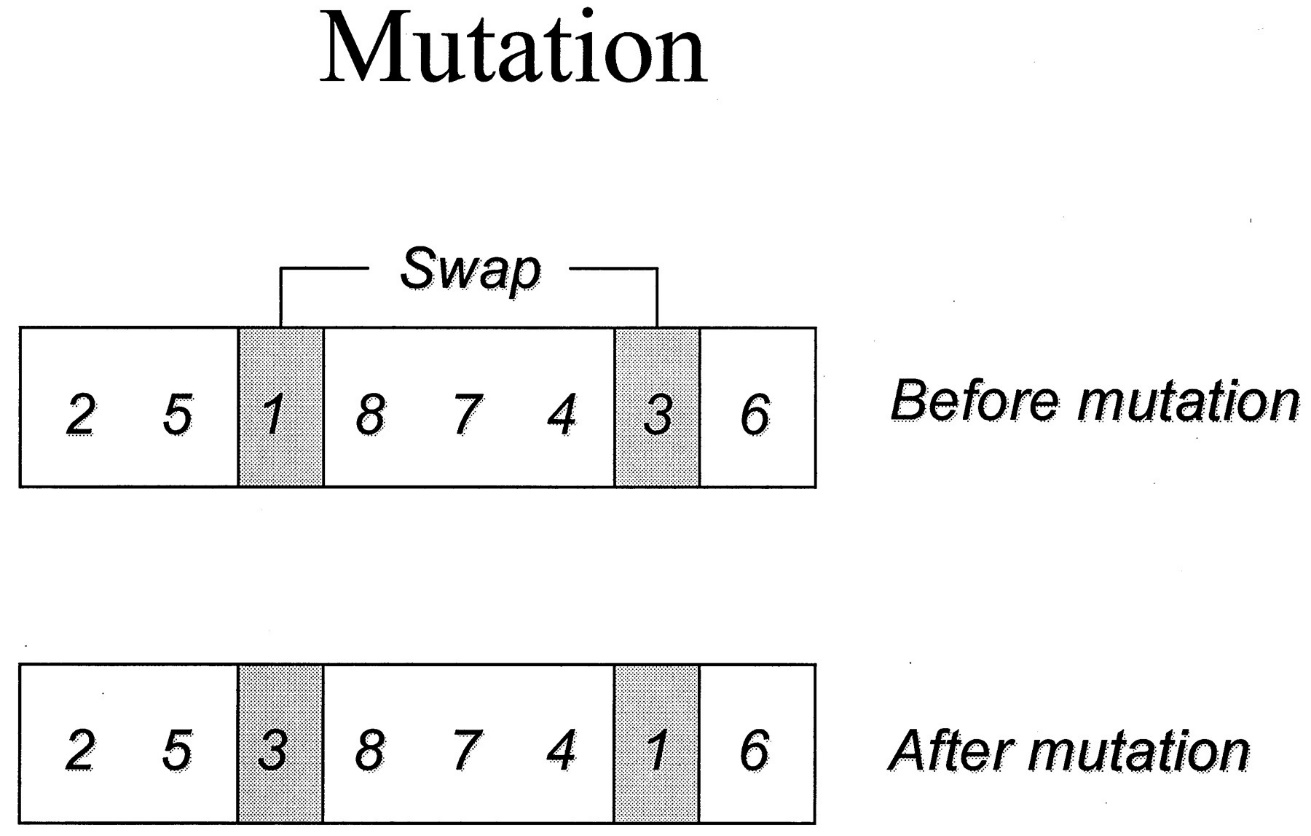 Mutation
Swap
2 5 1 8 7 4 3 6
Before mutation
2 5 3 8 7 4 1 6
After mutation